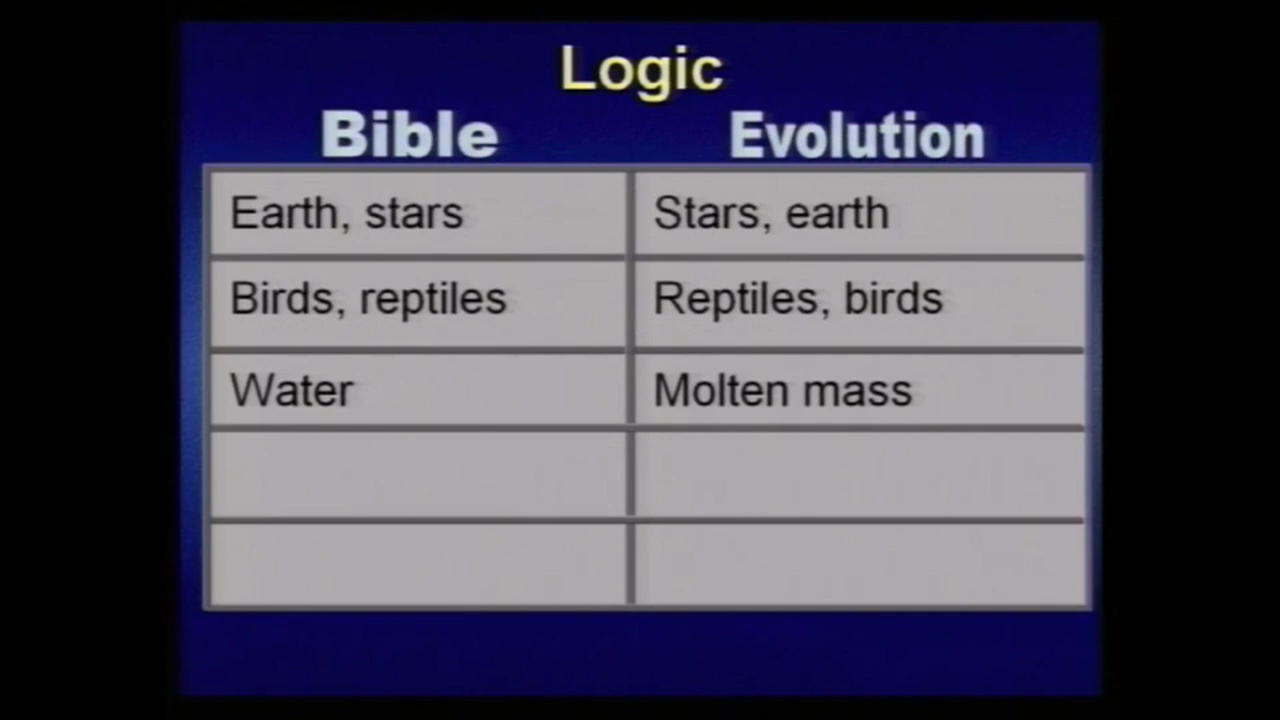 Logic
Bible Evolution
Earth, stars Stars, earth
Birds, reptiles Reptiles, birds
Water Molten mass